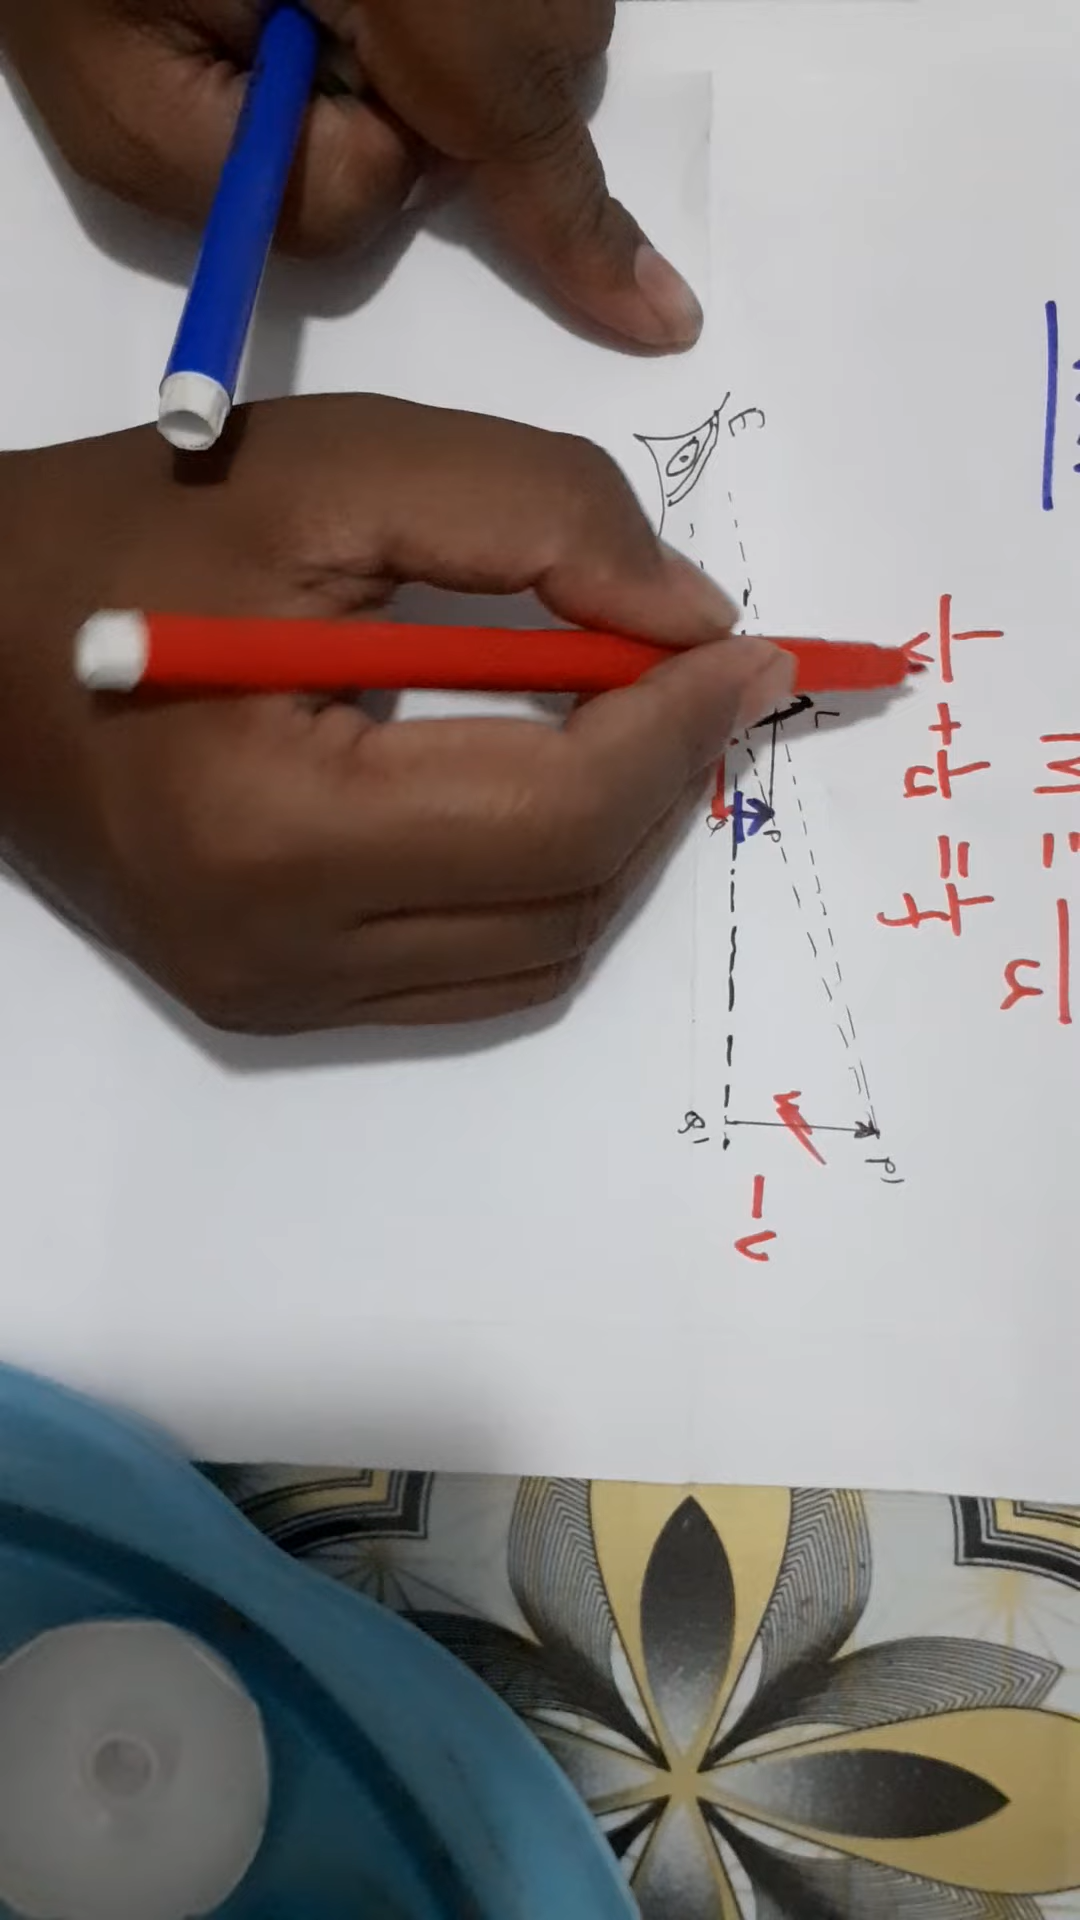 M = —/u
1/v + 1/u = 1/f
E
L
P
Q
P'
Q'
-v